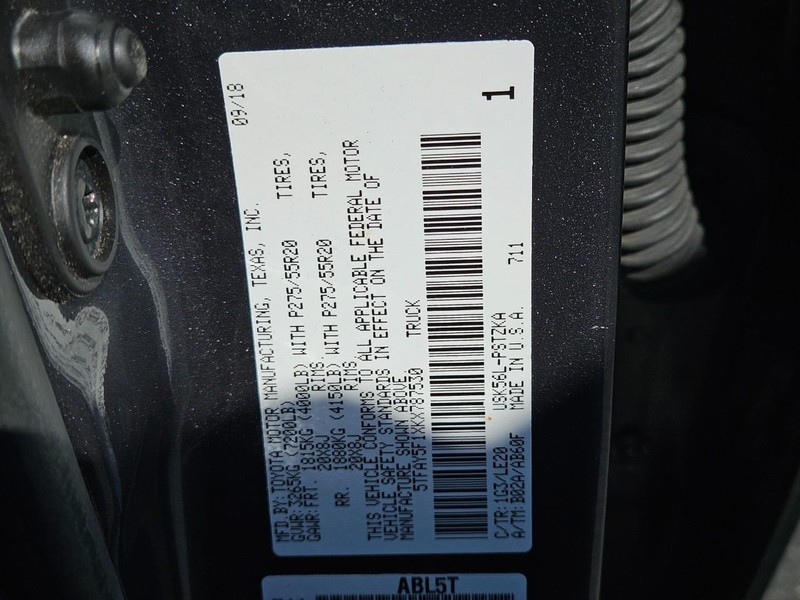 MFD.BY:TOYOTA MOTOR MANUFACTURING, TEXAS, INC. 09/18
GVWR:3265KG (7200LB)
GAWR:FRT. 1815KG (4000LB) WITH P275/55R20 TIRES,
20X8J RIMS,
RR. 1880KG (4150LB) WITH P275/55R20 TIRES,
20X8J RIMS
THIS VEHICLE CONFORMS TO ALL APPLICABLE FEDERAL MOTOR
VEHICLE SAFETY STANDARDS IN EFFECT ON THE DATE OF
MANUFACTURE SHOWN ABOVE.
5TFAY5F1XKX787530 TRUCK
1
C/TR:1G3/LE20 USK56L-PSTZKA
A/TM:B02A/AB60F MADE IN U.S.A. 711
ABL5T